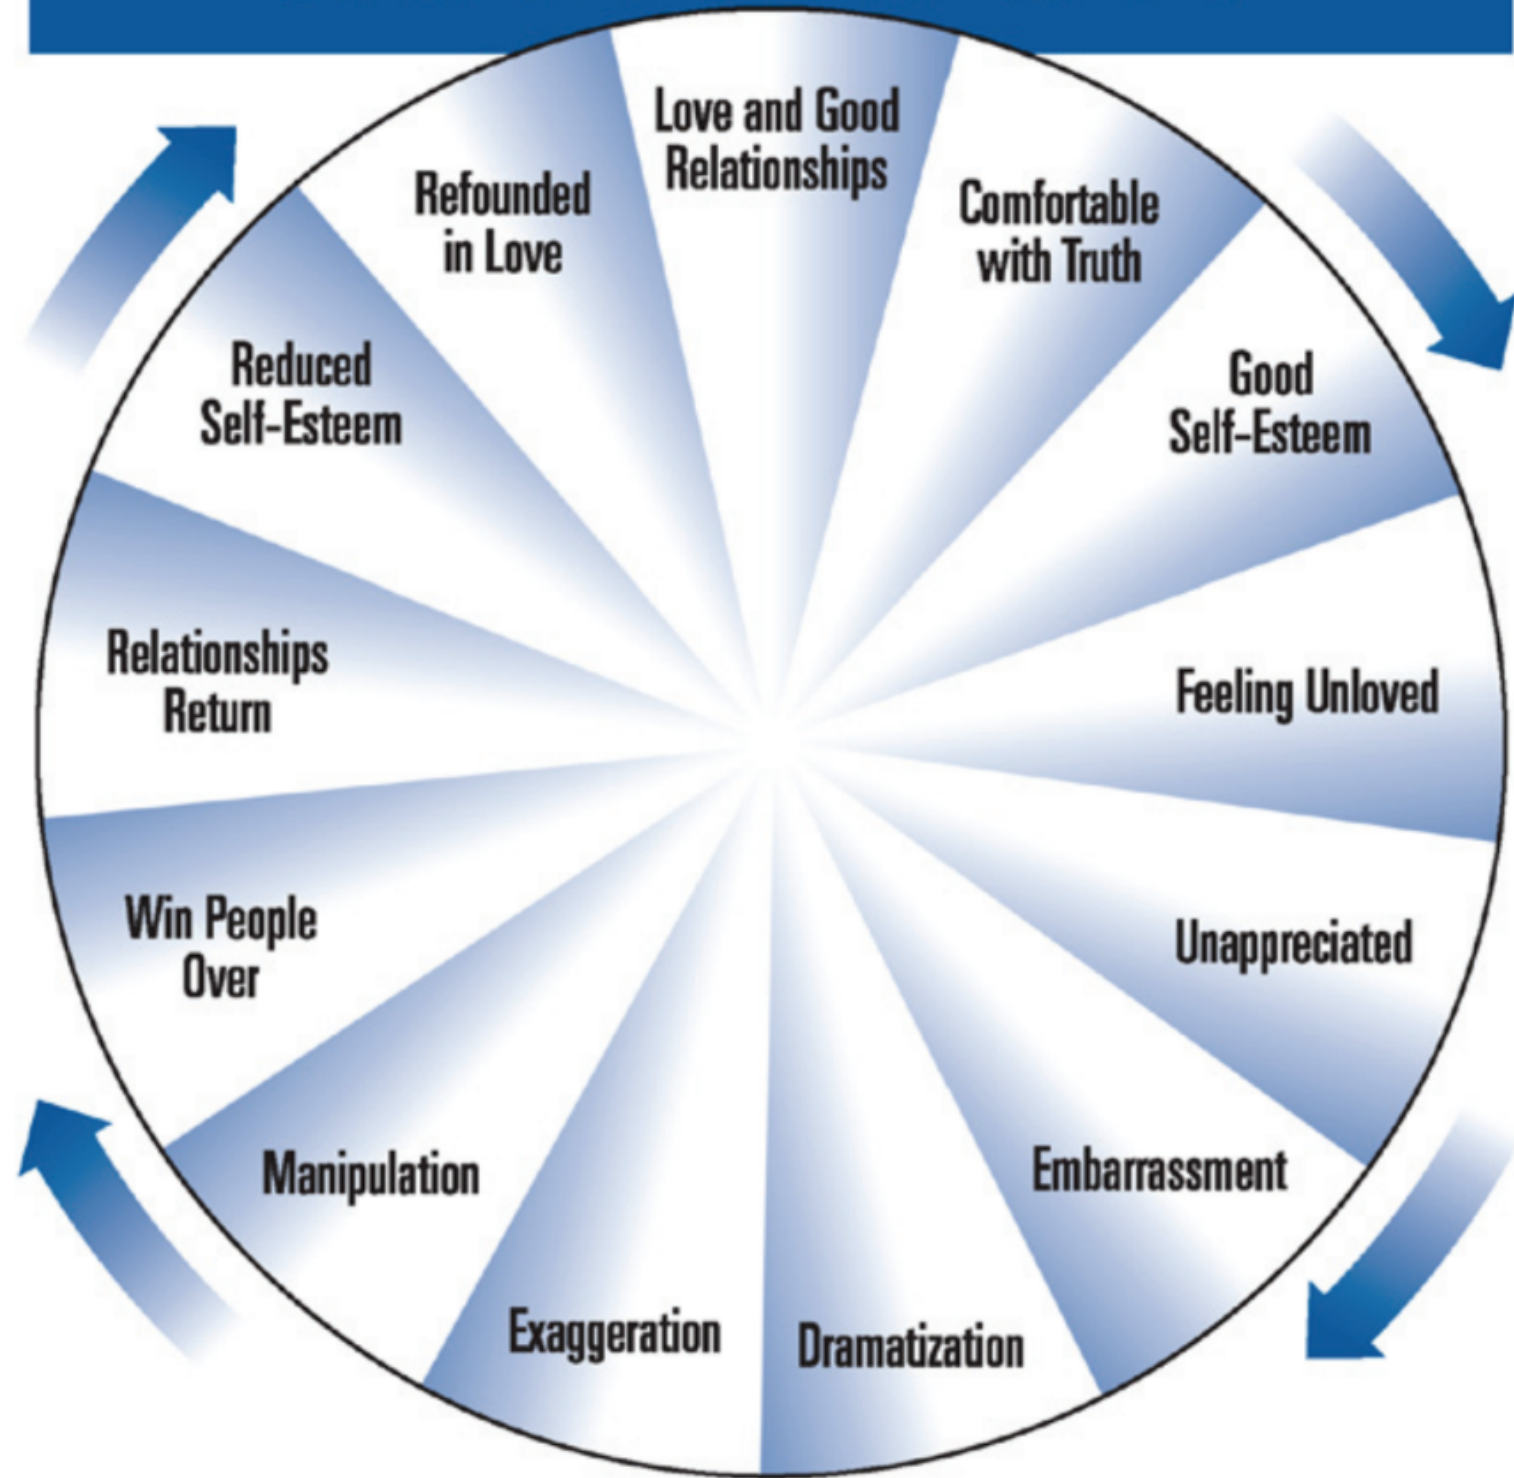 Love and Good
Relationships
Comfortable
with Truth
Good
Self-Esteem
Feeling Unloved
Unappreciated
Embarrassment
Dramatization
Exaggeration
Manipulation
Win People
Over
Relationships
Return
Reduced
Self-Esteem
Refounded
in Love